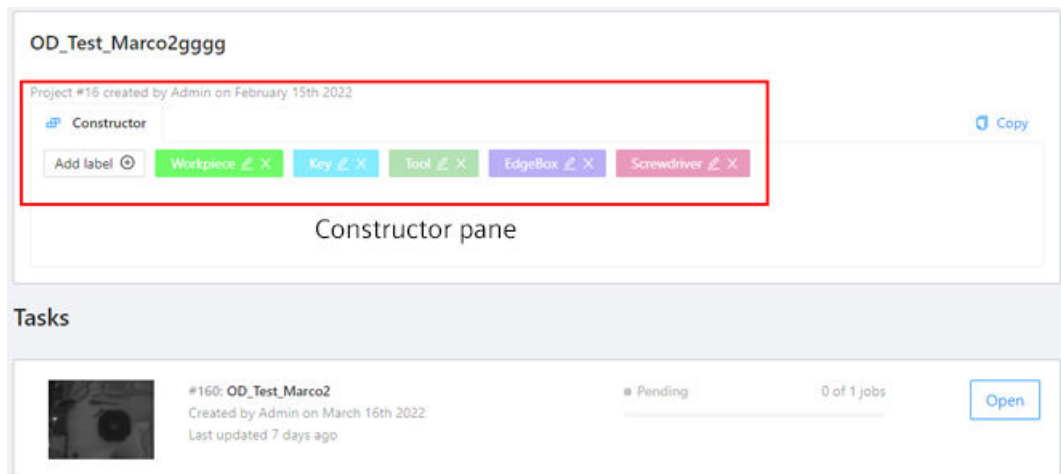 OD_Test_Marco2gggg
Project #16 created by Admin on February 15th 2022
Constructor
Copy
Add label Workpiece Key Tool EdgeBox Screwdriver
Constructor pane
Tasks
#160: OD_Test_Marco2
Pending
0 of 1 jobs
Open
Created by Admin on March 16th 2022
Last updated 7 days ago